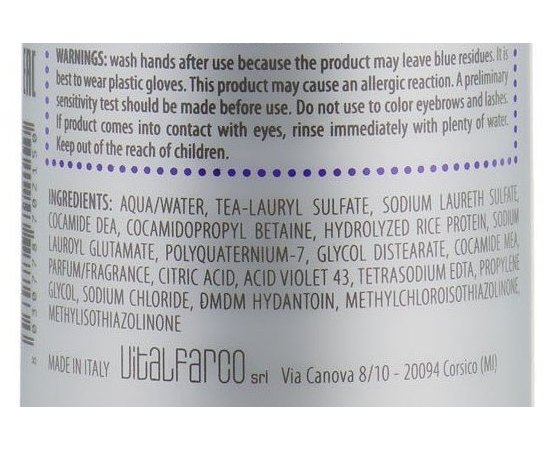 WARNINGS: wash hands after use because the product may leave blue residues. It is
best to wear plastic gloves. This product may cause an allergic reaction. A preliminary
sensitivity test should be made before use. Do not use to color eyebrows and lashes.
If product comes into contact with eyes, rinse immediately with plenty of water.
Keep out of the reach of children.
INGREDIENTS: AQUA/WATER, TEA-LAURYL SULFATE, SODIUM LAURETH SULFATE,
COCAMIDE DEA, COCAMIDOPROPYL BETAINE, HYDROLYZED RICE PROTEIN, SODIUM
LAUROYL GLUTAMATE, POLYQUATERNIUM-7, GLYCOL DISTEARATE, COCAMIDE MEA,
PARFUM/FRAGRANCE, CITRIC ACID, ACID VIOLET 43, TETRASODIUM EDTA, PROPYLENE
GLYCOL, SODIUM CHLORIDE, DMDM HYDANTOIN, METHYLCHLOROISOTHIAZOLINONE,
METHYLISOTHIAZOLINONE
MADE IN ITALY Vitalfarco srl Via Canova 8/10 - 20094 Corsico (MI)